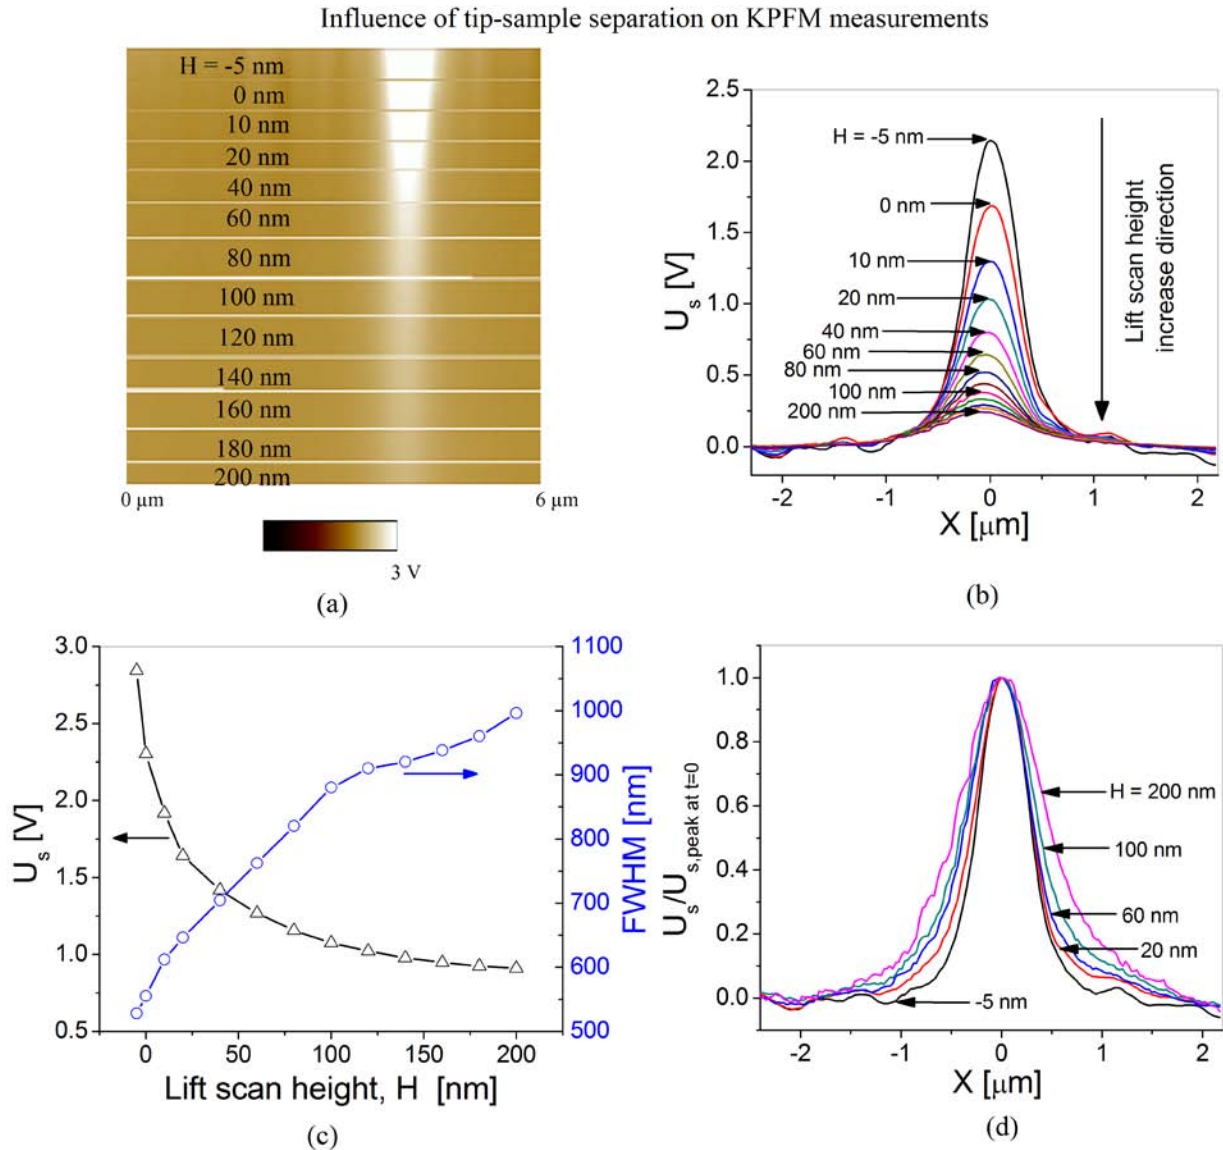 Influence of tip-sample separation on KPFM measurements
H = -5 nm
0 nm
10 nm
20 nm
40 nm
60 nm
80 nm
100 nm
120 nm
140 nm
160 nm
180 nm
200 nm
0 μm
6 μm
3 V
(a)
2.5
2.0
1.5
1.0
0.5
0.0
U_s [V]
H = -5 nm
0 nm
10 nm
20 nm
40 nm
60 nm
80 nm
100 nm
200 nm
Lift scan height
increase direction
-2
-1
0
1
2
X [μm]
(b)
3.0
2.5
2.0
1.5
1.0
0.5
U_s [V]
1100
1000
900
800
700
600
500
FWHM [nm]
0
50
100
150
200
Lift scan height, H [nm]
(c)
1.0
0.8
0.6
0.4
0.2
0.0
U_s/U_s,peak at t=0
H = 200 nm
100 nm
60 nm
20 nm
-5 nm
-2
-1
0
1
2
X [μm]
(d)